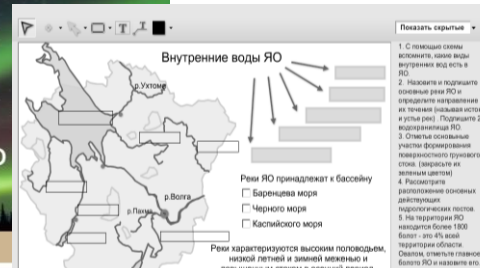 Показать скрытые
Внутренние воды ЯО
р.Ухтома
р.Волга
Реки ЯО принадлежат к бассейну
Баренцева моря
Черного моря
Каспийского моря
Реки характеризуются высоким половодьем,
низкой летней и зимней меженью и
1. С помощью схемы
вспомните, какие виды
внутренних вод есть в
ЯО.
2. Назовите и подпишите
основные реки ЯО и
определите направление
их течения (называя исток
и устье рек) . Подпишите 2
водохранилища ЯО.
3. Отметьте основные
участки формирования
поверхностного грунтового
стока. (закрасьте их
зеленым цветом)
4. Рассмотрите
расположение основных
действующих
гидрологических постов.
5. На территории ЯО
находится более 1800
болот - это 4% всей
территории области.
Овалом, отметьте главное
болото ЯО и назовите его.